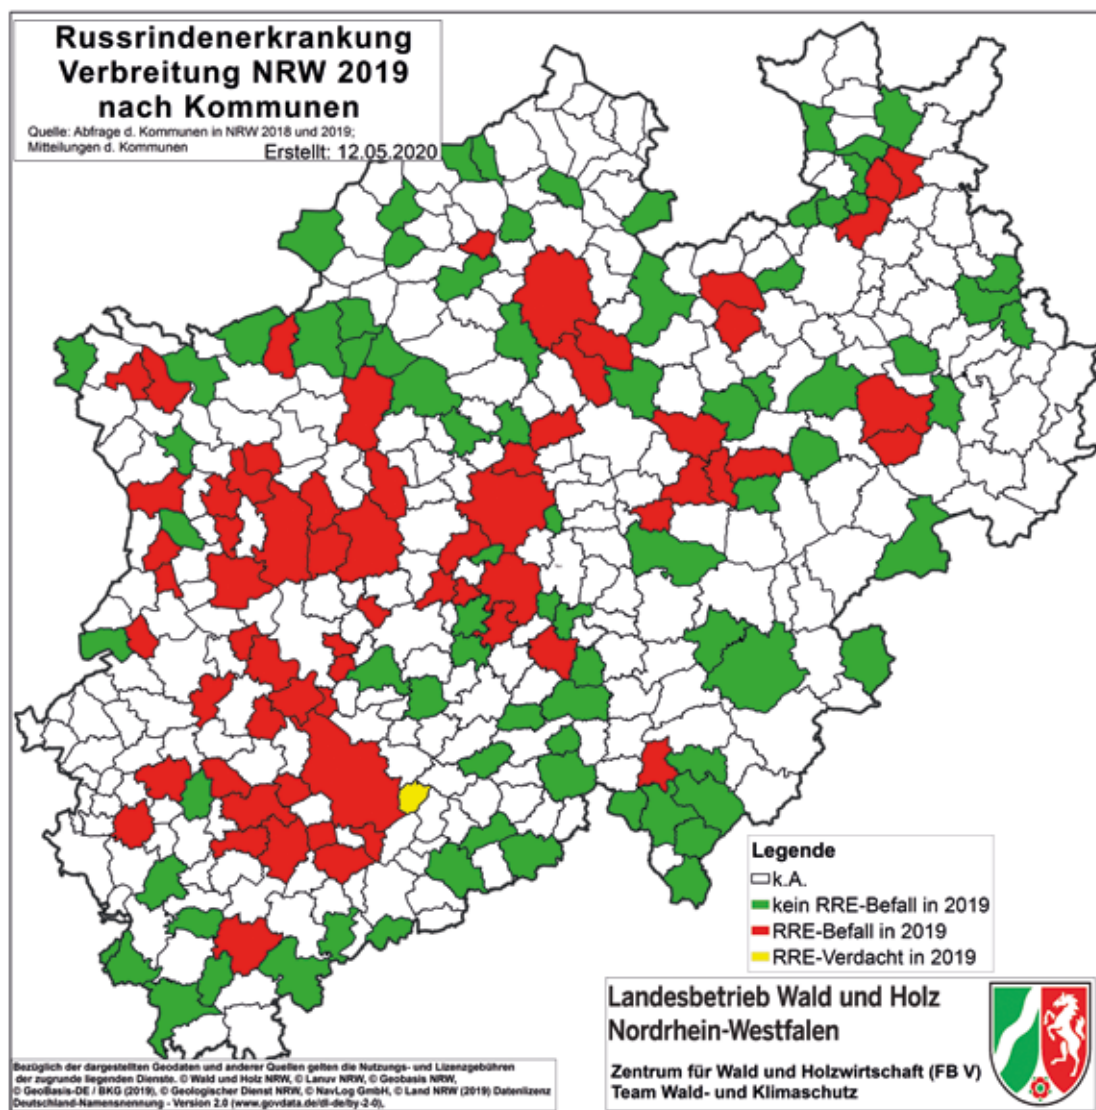 Russrindenerkrankung
Verbreitung NRW 2019
nach Kommunen
Quelle: Abfrage d. Kommunen in NRW 2018 und 2019;
Mitteilungen d. Kommunen
Erstellt: 12.05.2020
Legende
k.A.
kein RRE-Befall in 2019
RRE-Befall in 2019
RRE-Verdacht in 2019
Landesbetrieb Wald und Holz
Nordrhein-Westfalen
Zentrum für Wald und Holzwirtschaft (FB V)
Team Wald- und Klimaschutz
Bezüglich der dargestellten Geodaten und anderer Quellen gelten die Nutzungs- und Lizenzgebühren
der zugrunde liegenden Dienste. © Wald und Holz NRW, © Lanuv NRW, © Geobasis NRW,
© GeoBasis-DE / BKG (2019), © Geologischer Dienst NRW, © NavLog GmbH, © Land NRW (2019) Datenlizenz
Deutschland-Namensnennung - Version 2.0 (www.govdata.de/dl-de/by-2-0),